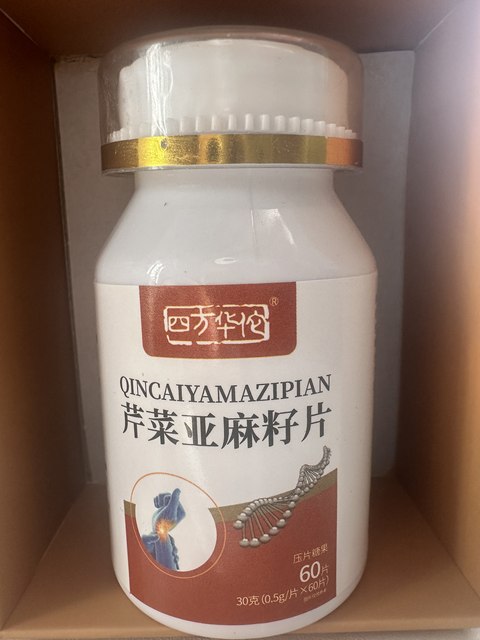 四方华佗®
QINCAIYAMAZIPIAN
芹菜亚麻籽片
压片糖果
60片
30克(0.5g/片×60片)